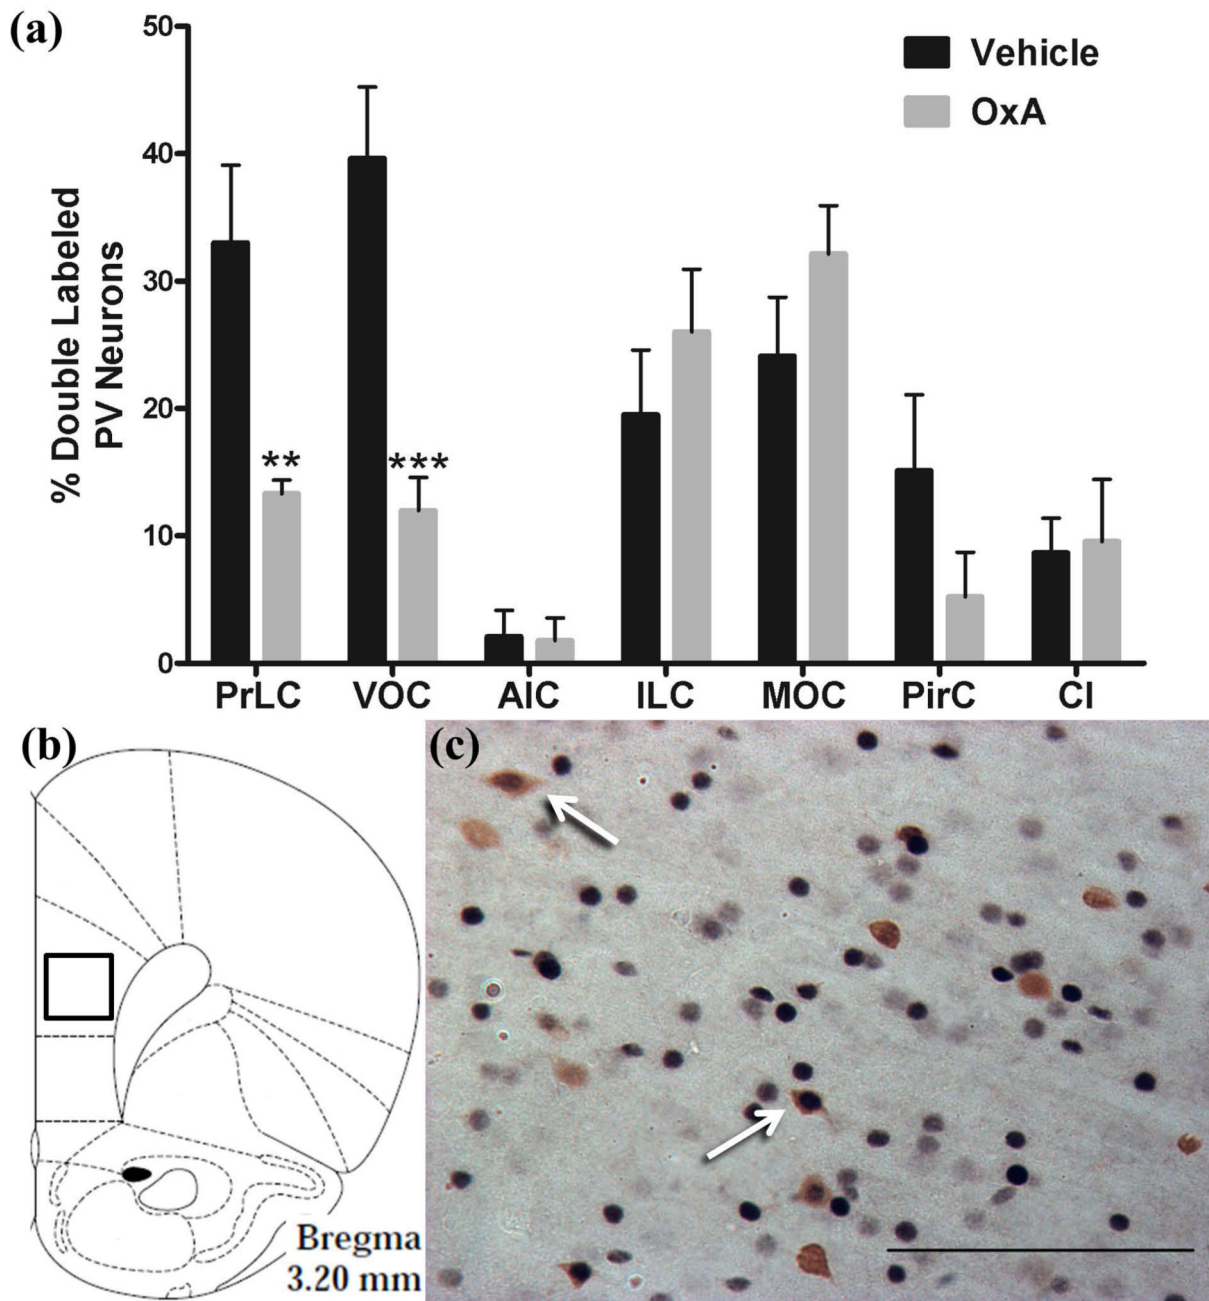 (a)
50
40
30
20
10
0
% Double Labeled
PV Neurons
Vehicle
OxA
**
***
PrLC
VOC
AIC
ILC
MOC
PirC
Cl
(b)
Bregma
3.20 mm
(c)